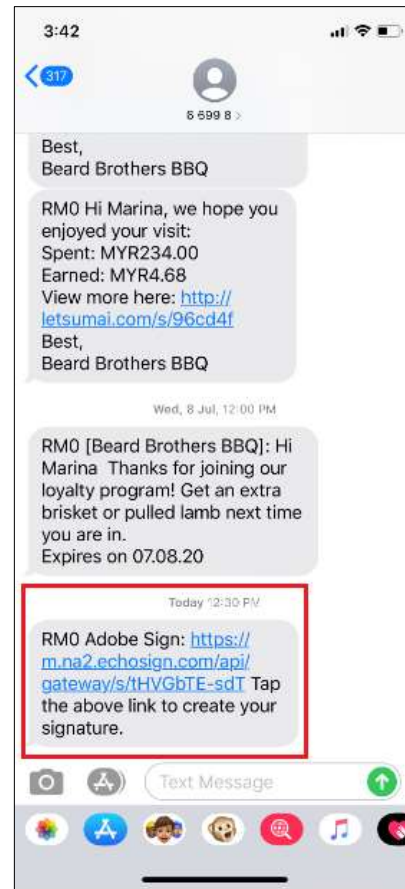 3:42
317
6 699 8 >
Best,
Beard Brothers BBQ
RM0 Hi Marina, we hope you
enjoyed your visit:
Spent: MYR234.00
Earned: MYR4.68
View more here: http://
letsumai.com/s/96cd4f
Best,
Beard Brothers BBQ
Wed, 8 Jul, 12:00 PM
RM0 [Beard Brothers BBQ]: Hi
Marina  Thanks for joining our
loyalty program! Get an extra
brisket or pulled lamb next time
you are in.
Expires on 07.08.20
Today 12:30 PM
RM0 Adobe Sign: https://
m.na2.echosign.com/api/
gateway/s/tHVGbTE-sdT Tap
the above link to create your
signature.
Text Message